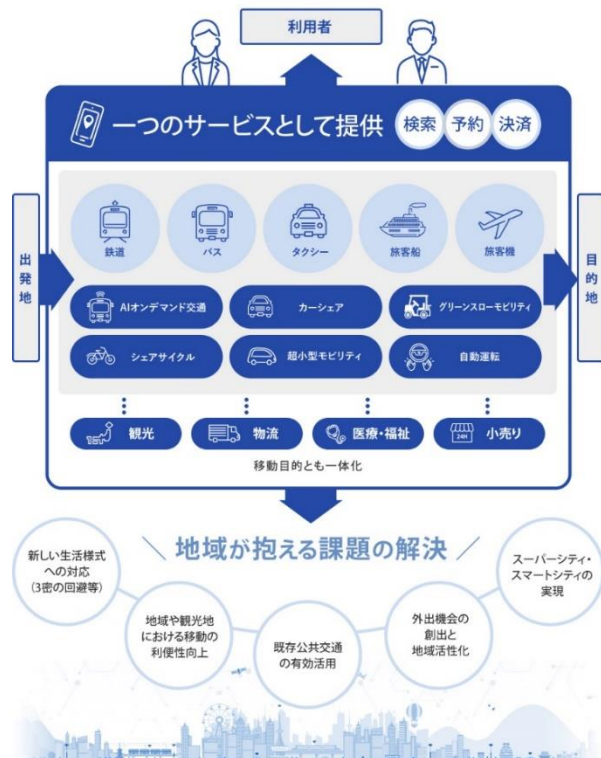 利用者
一つのサービスとして提供 検索 予約 決済
出発地
目的地
鉄道 バス タクシー 旅客船 旅客機
AIオンデマンド交通 カーシェア グリーンスローモビリティ
シェアサイクル 超小型モビリティ 自動運転
観光 物流 医療・福祉 24H 小売り
移動目的とも一体化
地域が抱える課題の解決
新しい生活様式
への対応
(3密の回避等)
地域や観光地
における移動の
利便性向上
既存公共交通
の有効活用
外出機会の
創出と
地域活性化
スーパーシティ・
スマートシティの
実現